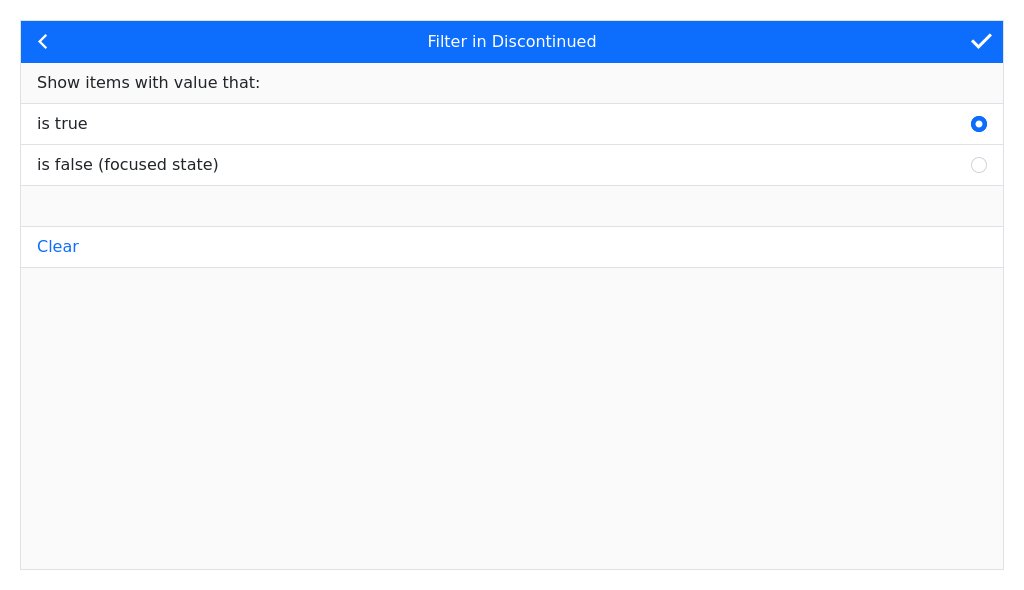 Filter in Discontinued
Show items with value that:
is true
is false (focused state)
Clear